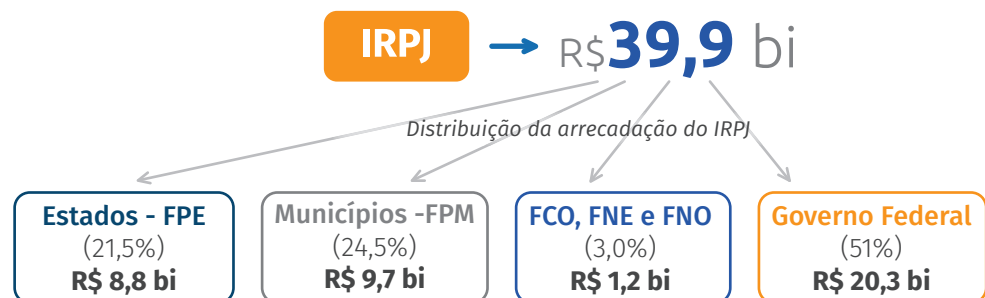 IRPJ
R$39,9 bi
Distribuição da arrecadação do IRPJ
Estados - FPE
(21,5%)
R$ 8,8 bi
Municípios -FPM
(24,5%)
R$ 9,7 bi
FCO, FNE e FNO
(3,0%)
R$ 1,2 bi
Governo Federal
(51%)
R$ 20,3 bi